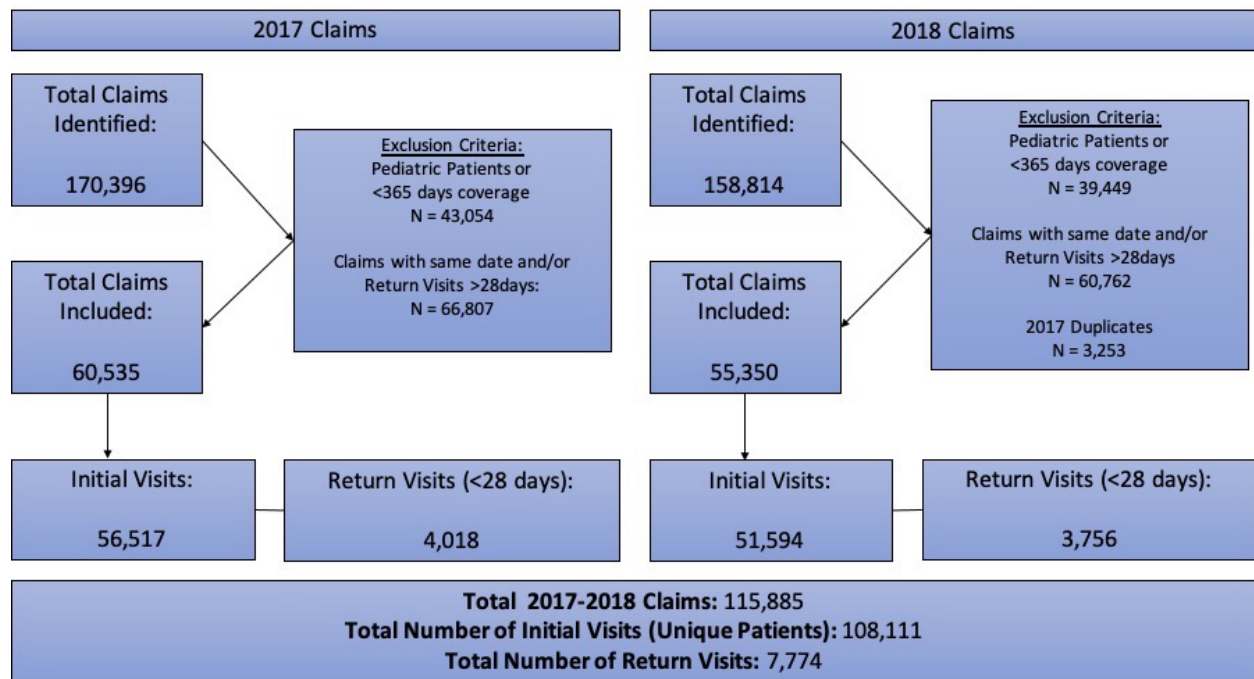 2017 Claims
Total Claims
Identified:
170,396
Exclusion Criteria:
Pediatric Patients or
<365 days coverage
N = 43,054
Claims with same date and/or
Return Visits >28days:
N = 66,807
Total Claims
Included:
60,535
Initial Visits:
56,517
Return Visits (<28 days):
4,018
2018 Claims
Total Claims
Identified:
158,814
Exclusion Criteria:
Pediatric Patients or
<365 days coverage
N = 39,449
Claims with same date and/or
Return Visits >28days
N = 60,762
2017 Duplicates
N = 3,253
Total Claims
Included:
55,350
Initial Visits:
51,594
Return Visits (<28 days):
3,756
Total 2017-2018 Claims: 115,885
Total Number of Initial Visits (Unique Patients): 108,111
Total Number of Return Visits: 7,774